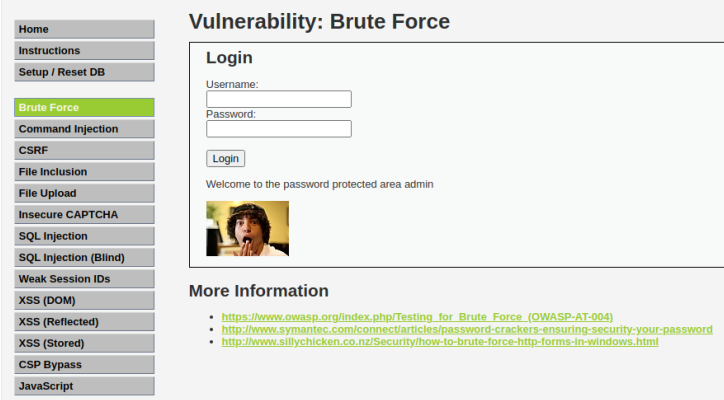 Home
Instructions
Setup / Reset DB
Brute Force
Command Injection
CSRF
File Inclusion
File Upload
Insecure CAPTCHA
SQL Injection
SQL Injection (Blind)
Weak Session IDs
XSS (DOM)
XSS (Reflected)
XSS (Stored)
CSP Bypass
JavaScript
Vulnerability: Brute Force
Login
Username:
Password:
Login
Welcome to the password protected area admin
More Information
https://www.owasp.org/index.php/Testing_for_Brute_Force_(OWASP-AT-004)
http://www.symantec.com/connect/articles/password-crackers-ensuring-security-your-password
http://www.sillychicken.co.nz/Security/how-to-brute-force-http-forms-in-windows.html